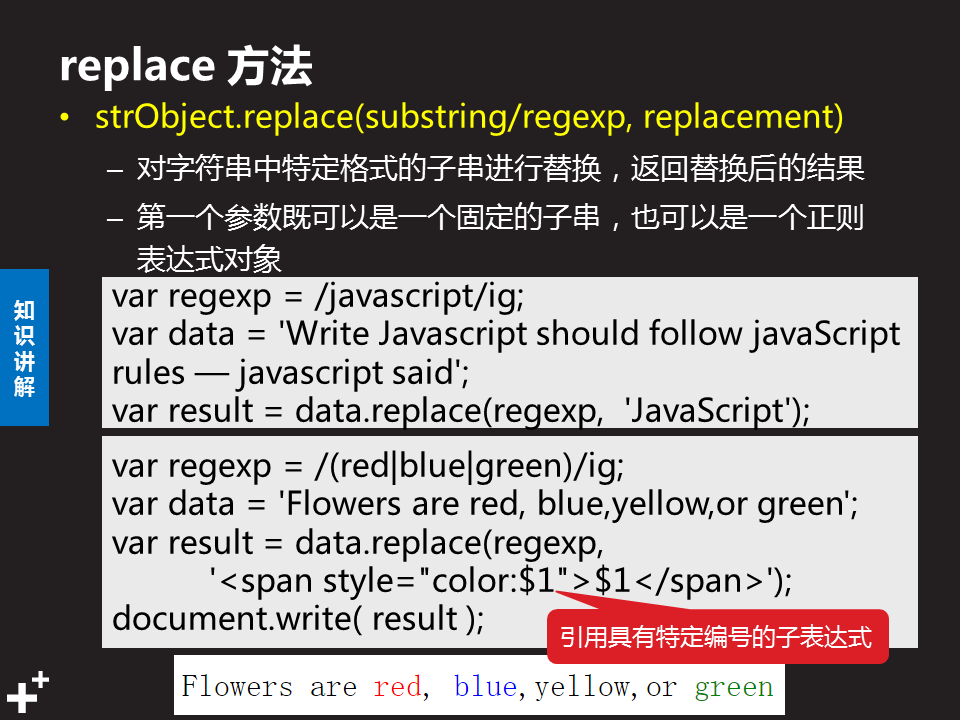 replace 方法
• strObject.replace(substring/regexp, replacement)
– 对字符串中特定格式的子串进行替换，返回替换后的结果
– 第一个参数既可以是一个固定的子串，也可以是一个正则
表达式对象
知识讲解
var regexp = /javascript/ig;
var data = 'Write Javascript should follow javaScript
rules — javascript said';
var result = data.replace(regexp,  'JavaScript');
var regexp = /(red|blue|green)/ig;
var data = 'Flowers are red, blue,yellow,or green';
var result = data.replace(regexp,
'<span style="color:$1">$1</span>');
document.write( result );
引用具有特定编号的子表达式
Flowers are red, blue,yellow,or green